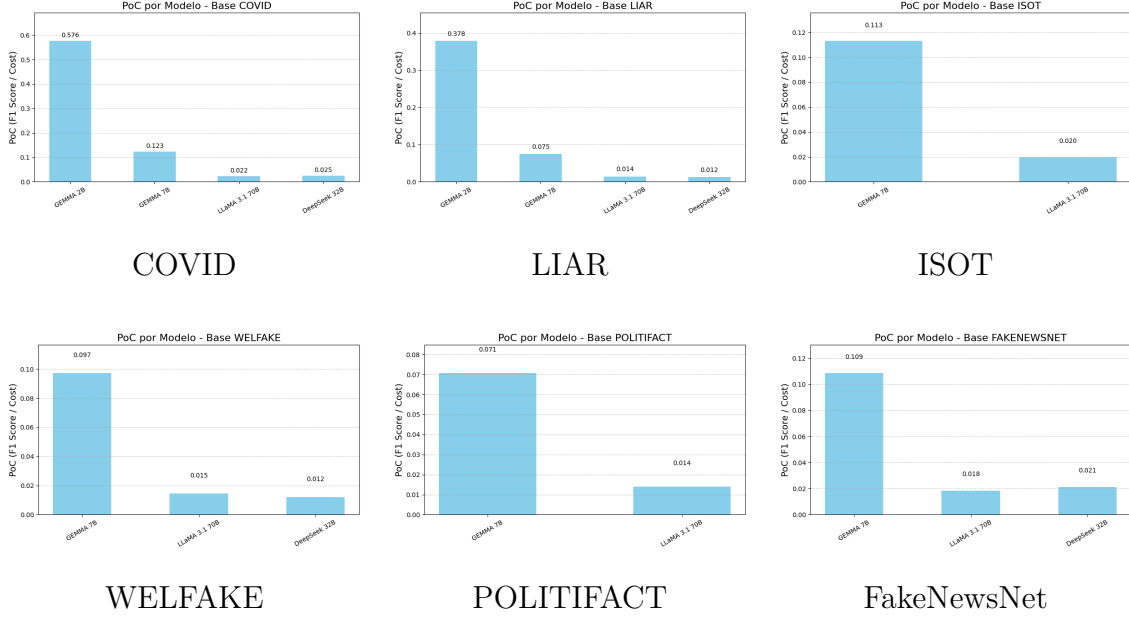 PoC por Modelo - Base COVID
PoC (F1 Score / Cost)
0.6
0.5
0.4
0.3
0.2
0.1
0.0
0.576
0.123
0.022
0.025
GEMMA 2B
GEMMA 7B
LLaMA 3.1 70B
DeepSeek 32B
COVID
PoC por Modelo - Base LIAR
PoC (F1 Score / Cost)
0.4
0.3
0.2
0.1
0.0
0.378
0.075
0.014
0.012
GEMMA 2B
GEMMA 7B
LLaMA 3.1 70B
DeepSeek 32B
LIAR
PoC por Modelo - Base ISOT
PoC (F1 Score / Cost)
0.12
0.10
0.08
0.06
0.04
0.02
0.00
0.113
0.020
GEMMA 7B
LLaMA 3.1 70B
ISOT
PoC por Modelo - Base WELFAKE
PoC (F1 Score / Cost)
0.10
0.08
0.06
0.04
0.02
0.00
0.097
0.015
0.012
GEMMA 7B
LLaMA 3.1 70B
DeepSeek 32B
WELFAKE
PoC por Modelo - Base POLITIFACT
PoC (F1 Score / Cost)
0.08
0.07
0.06
0.05
0.04
0.03
0.02
0.01
0.00
0.071
0.014
GEMMA 7B
LLaMA 3.1 70B
POLITIFACT
PoC por Modelo - Base FAKENEWSNET
PoC (F1 Score / Cost)
0.12
0.10
0.08
0.06
0.04
0.02
0.00
0.109
0.018
0.021
GEMMA 7B
LLaMA 3.1 70B
DeepSeek 32B
FakeNewsNet